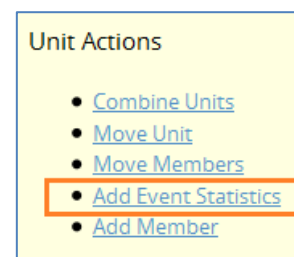 Unit Actions
Combine Units
Move Unit
Move Members
Add Event Statistics
Add Member